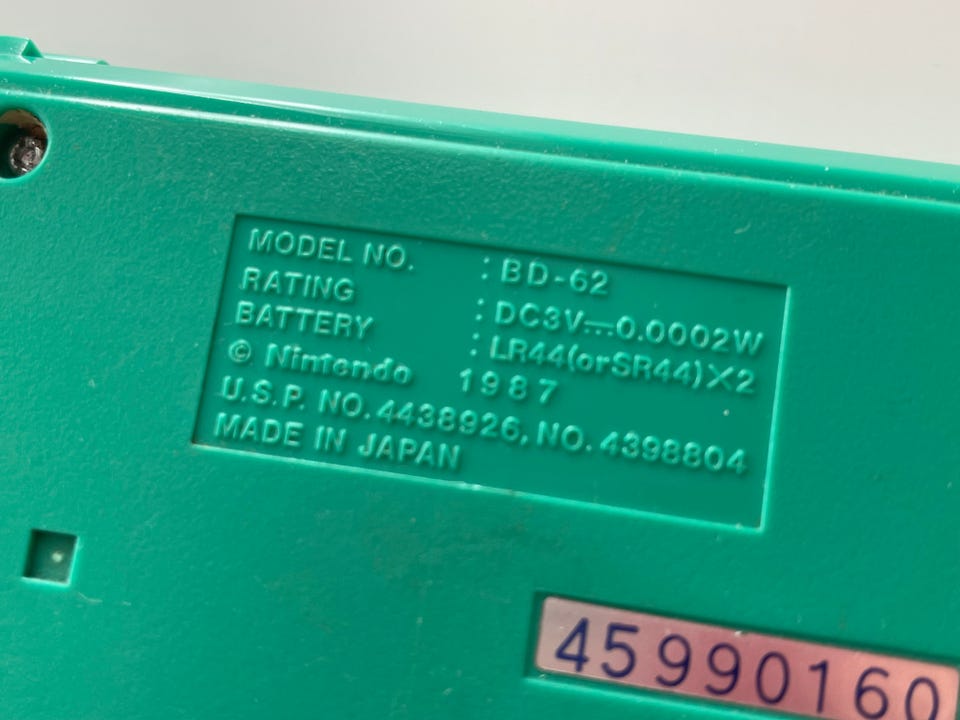 MODEL NO. : BD-62
RATING : DC3V⎓0.0002W
BATTERY : LR44(orSR44)X2
© Nintendo 1987
U.S.P. NO.4438926, NO.4398804
MADE IN JAPAN
45990160